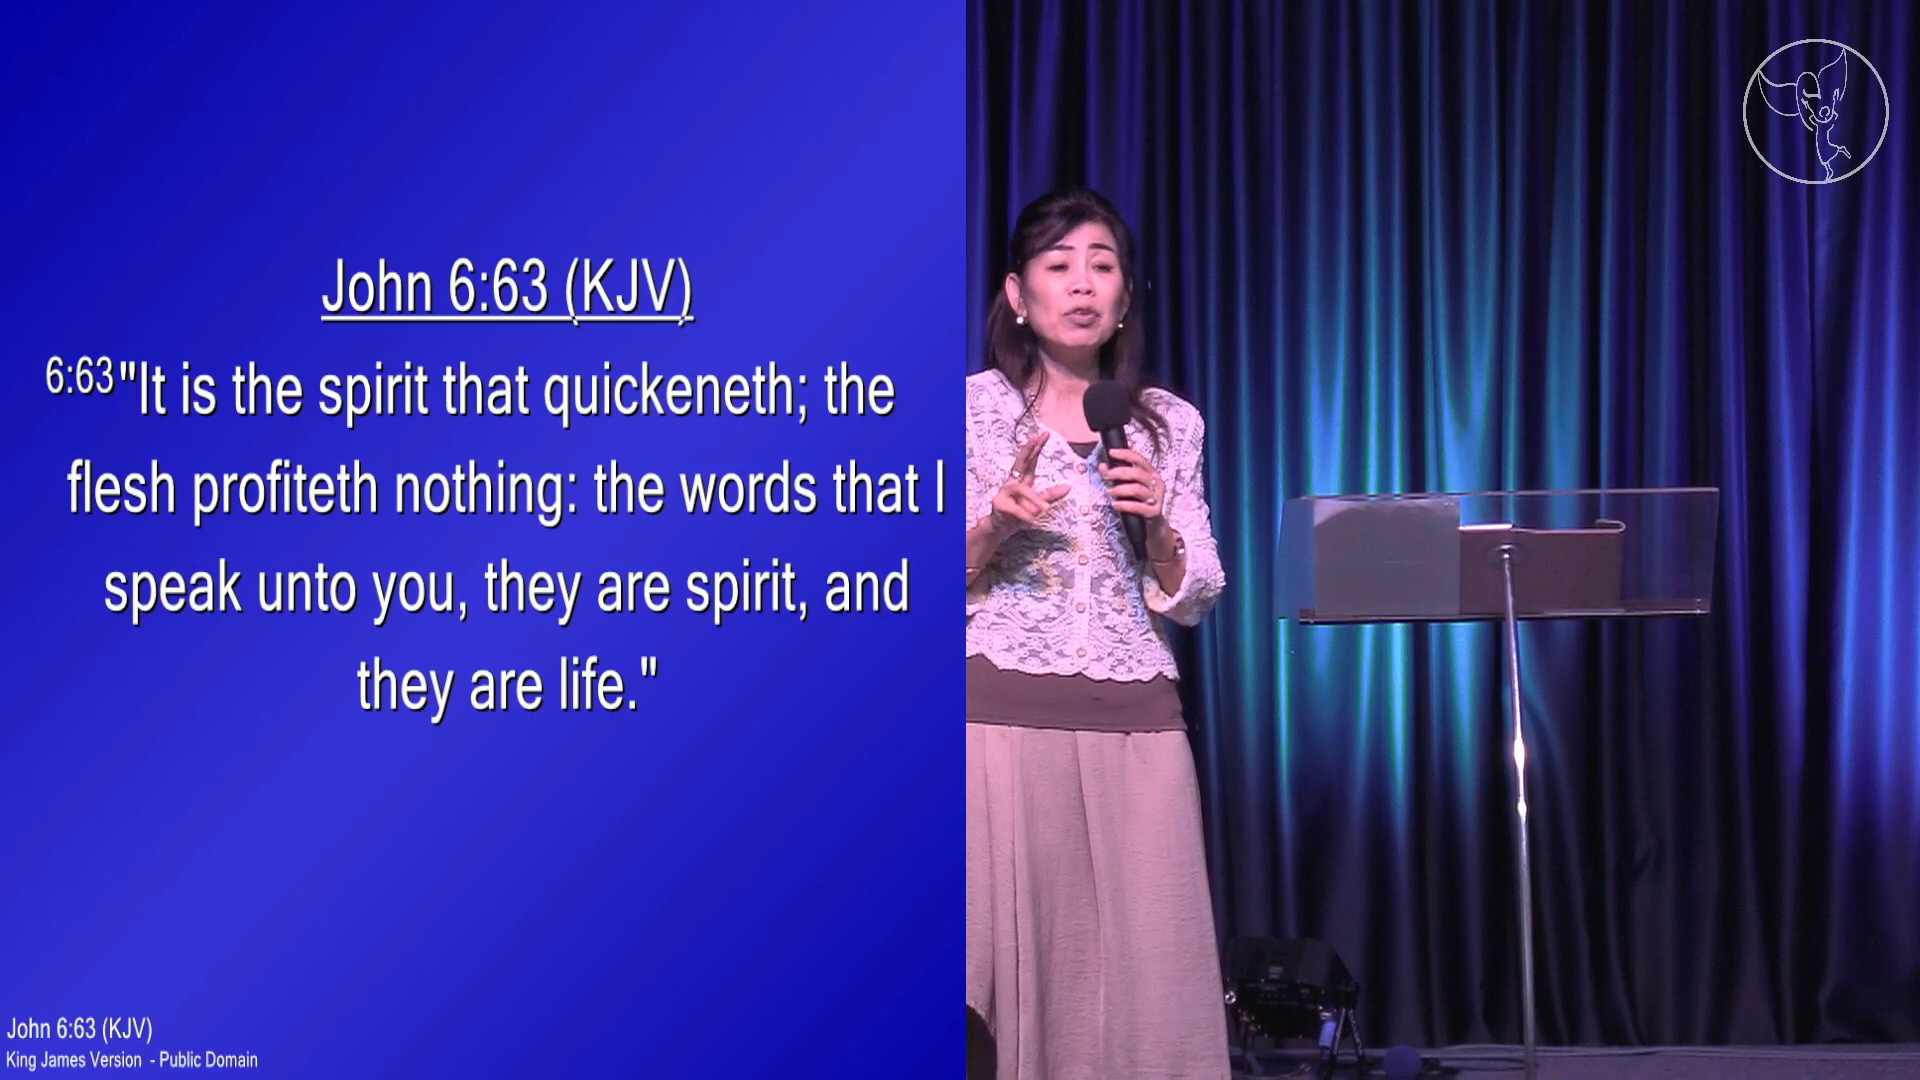 John 6:63 (KJV)
6:63"It is the spirit that quickeneth; the
flesh profiteth nothing: the words that I
speak unto you, they are spirit, and
they are life."
John 6:63 (KJV)
King James Version - Public Domain